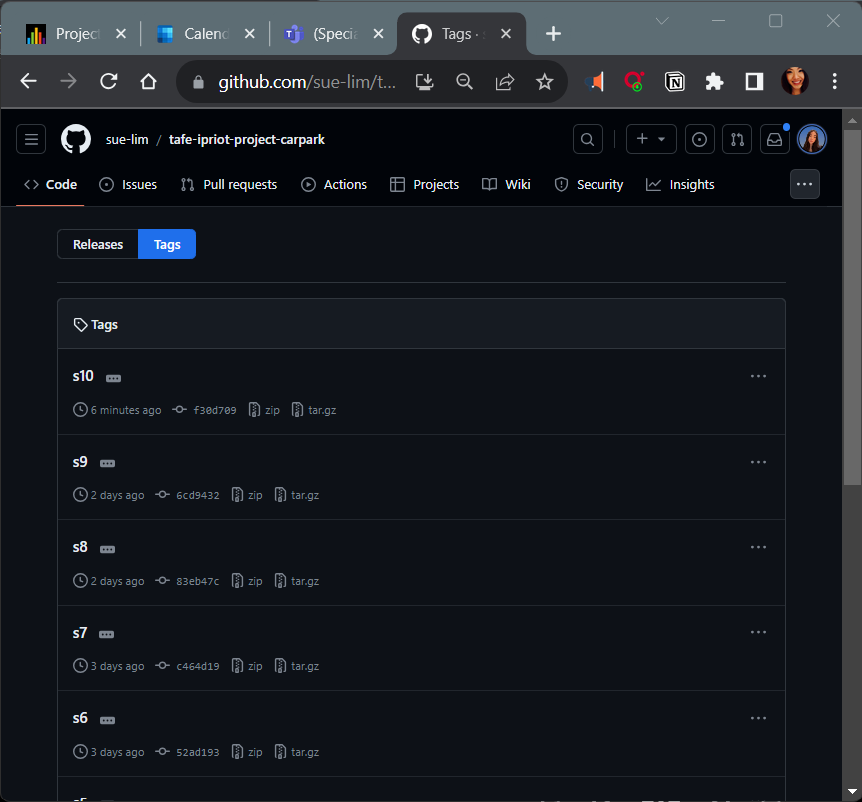 Project
Calend
(Specia
Tags ·
github.com/sue-lim/t...
sue-lim / tafe-ipriot-project-carpark
Code
Issues
Pull requests
Actions
Projects
Wiki
Security
Insights
Releases
Tags
Tags
s10
6 minutes ago f30d709 zip tar.gz
s9
2 days ago 6cd9432 zip tar.gz
s8
2 days ago 83eb47c zip tar.gz
s7
3 days ago c464d19 zip tar.gz
s6
3 days ago 52ad193 zip tar.gz